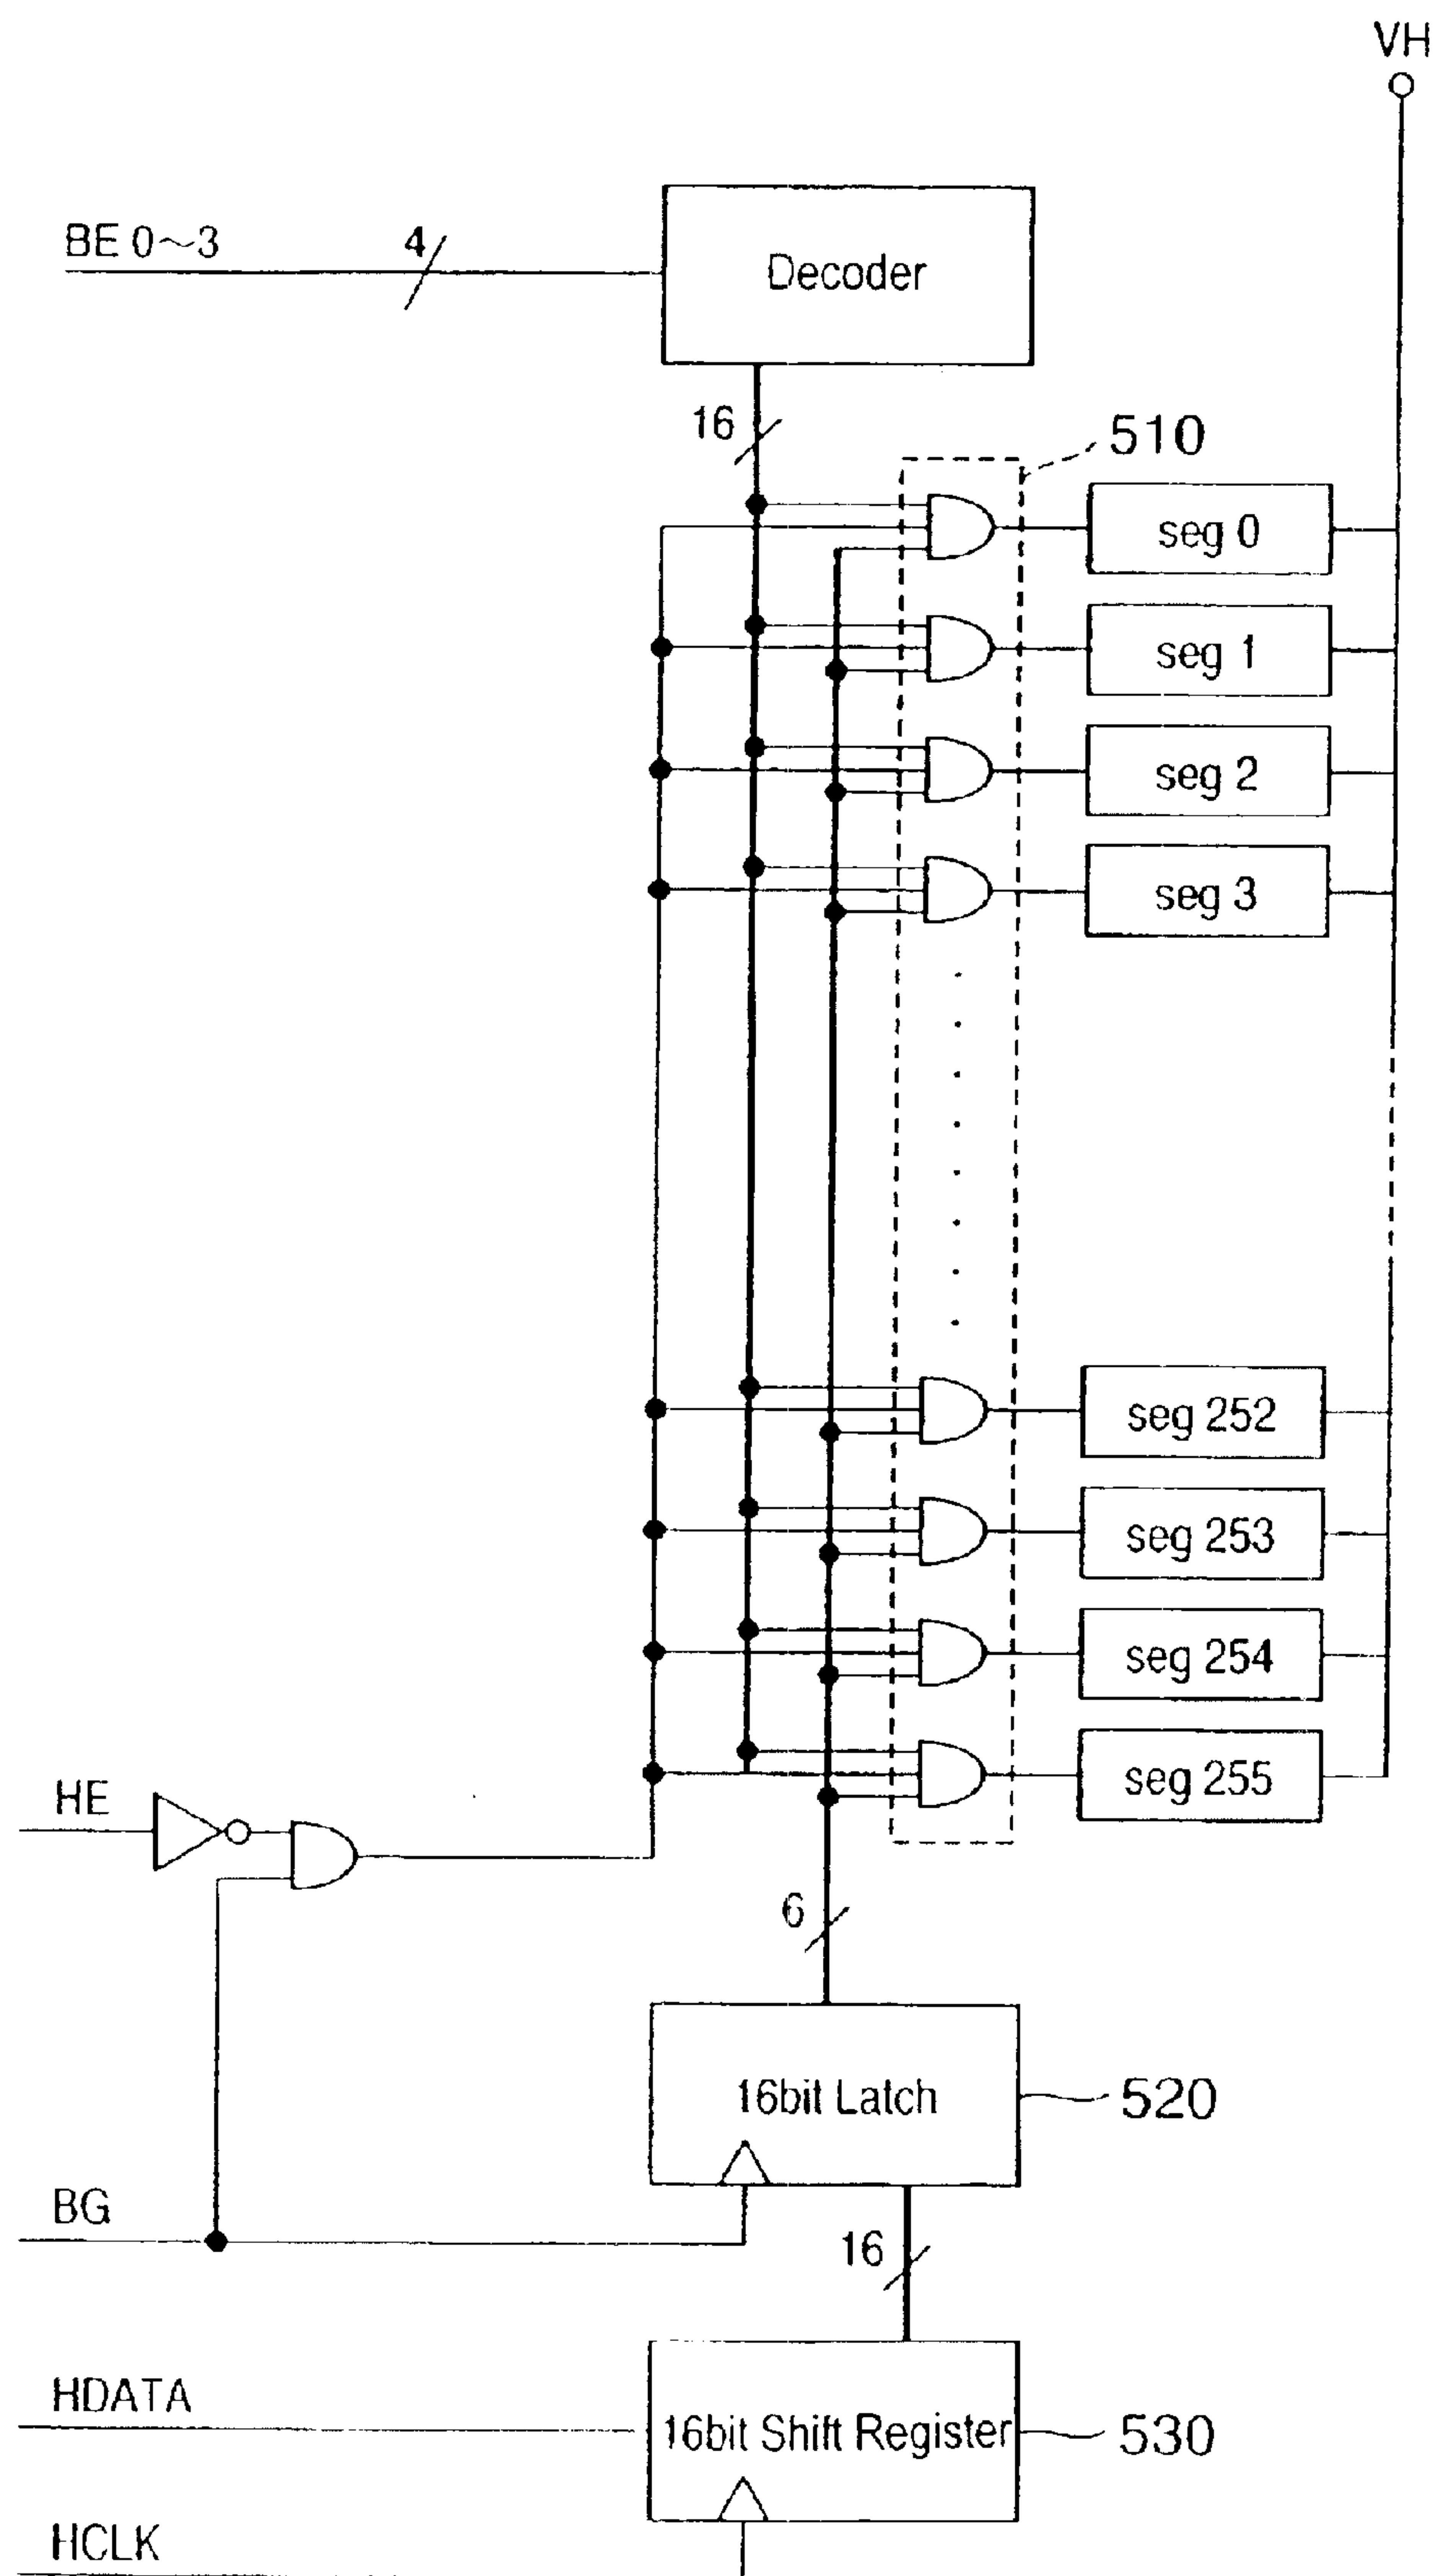 VH
BE 0~3
4
Decoder
16
510
seg 0
seg 1
seg 2
seg 3
seg 252
seg 253
seg 254
seg 255
HE
6
16bit Latch
520
BG
16
HDATA
16bit Shift Register
530
HCLK